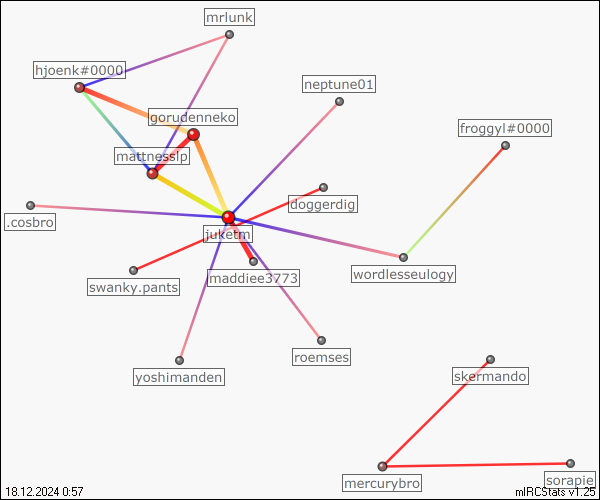 mrlunk
hjoenk#0000
neptune01
gorudenneko
froggyl#0000
mattnesslp
doggerdig
.cosbro
juketm
wordlesseulogy
maddiee3773
swanky.pants
roemses
yoshimanden
skermando
mercurybro
sorapie
18.12.2024 0:57
mIRCStats v1.25